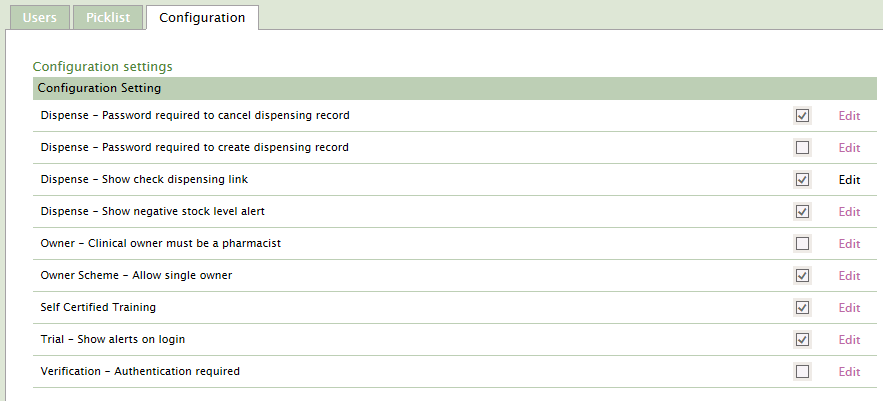 Users Picklist Configuration
Configuration settings
Configuration Setting
Dispense - Password required to cancel dispensing record Edit
Dispense - Password required to create dispensing record Edit
Dispense - Show check dispensing link Edit
Dispense - Show negative stock level alert Edit
Owner - Clinical owner must be a pharmacist Edit
Owner Scheme - Allow single owner Edit
Self Certified Training Edit
Trial - Show alerts on login Edit
Verification - Authentication required Edit